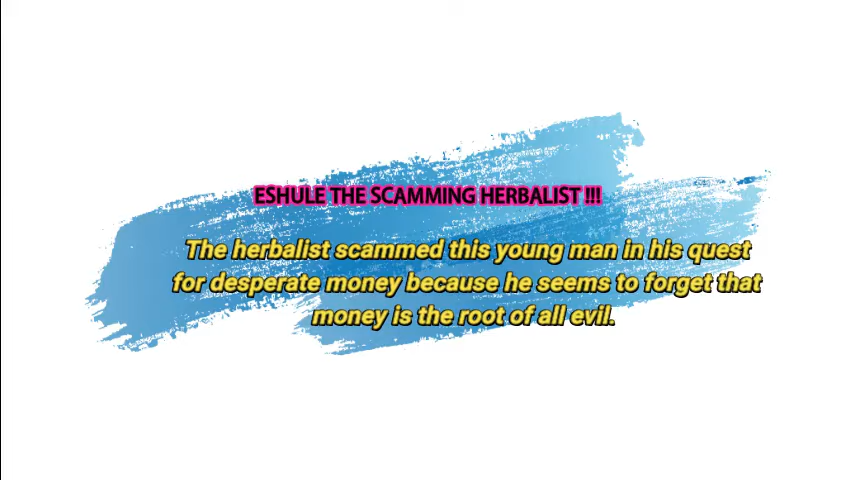 ESHULE THE SCAMMING HERBALIST !!!
The herbalist scammed this young man in his quest
for desperate money because he seems to forget that
money is the root of all evil.